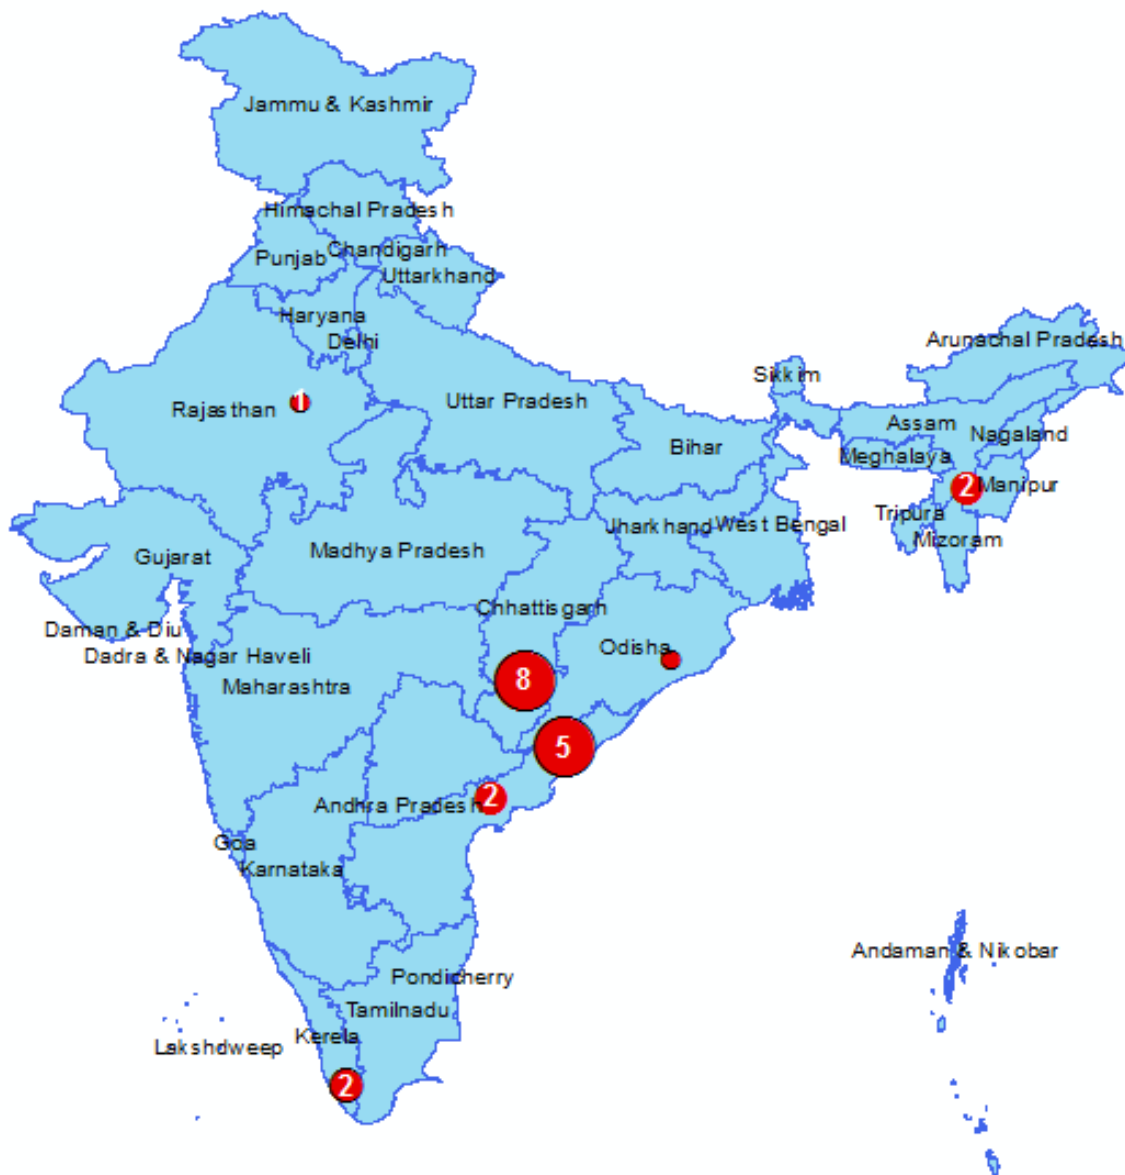 Jammu & Kashmir
Himachal Pradesh
Chandigarh
Punjab
Uttarkhand
Haryana
Delhi
Arunachal Pradesh
Sikkim
1
Rajasthan
Uttar Pradesh
Assam
Nagaland
Bihar
Meghalaya
2
Manipur
Tripura
Jharkhand
West Bengal
Mizoram
Madhya Pradesh
Gujarat
Chhattisgarh
Daman & Diu
Odisha
Dadra & Nagar Haveli
8
Maharashtra
5
2
Andhra Pradesh
Goa
Karnataka
Andaman & Nikobar
Pondicherry
Tamilnadu
Kerela
Lakshdweep
2